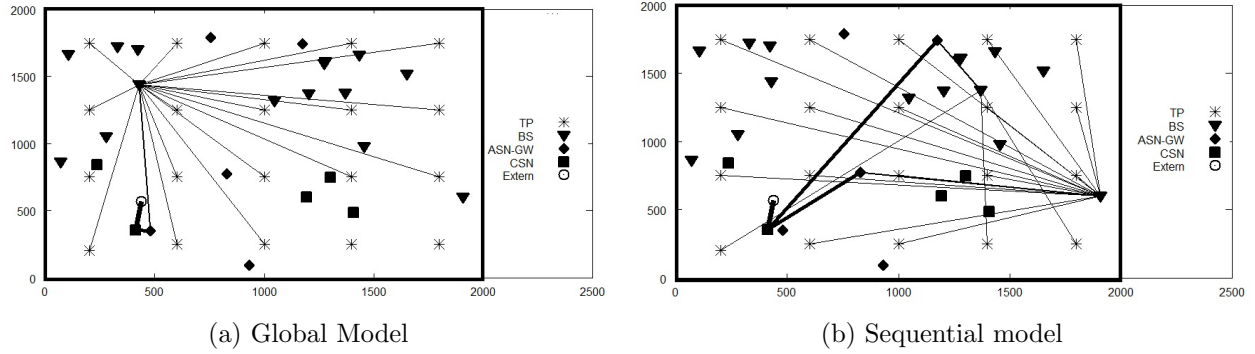 2000
1500
1000
500
0
0 500 1000 1500 2000 2500
...
TP
BS
ASN-GW
CSN
Extern
(a) Global Model
2000
1500
1000
500
0
0 500 1000 1500 2000 2500
TP
BS
ASN-GW
CSN
Extern
(b) Sequential model